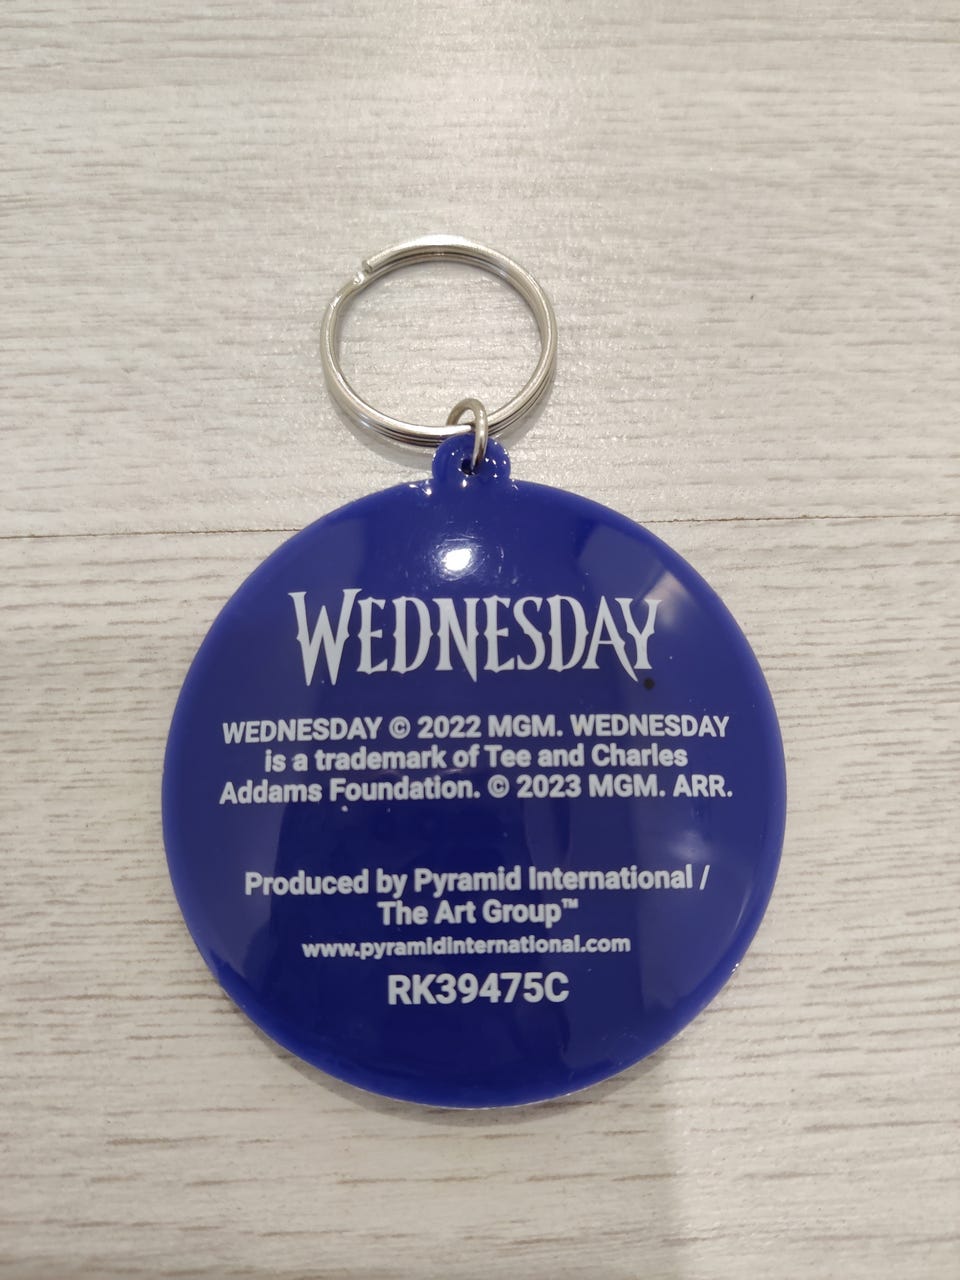 WEDNESDAY
WEDNESDAY © 2022 MGM. WEDNESDAY
is a trademark of Tee and Charles
Addams Foundation. © 2023 MGM. ARR.
Produced by Pyramid International /
The Art Group™
www.pyramidinternational.com
RK39475C